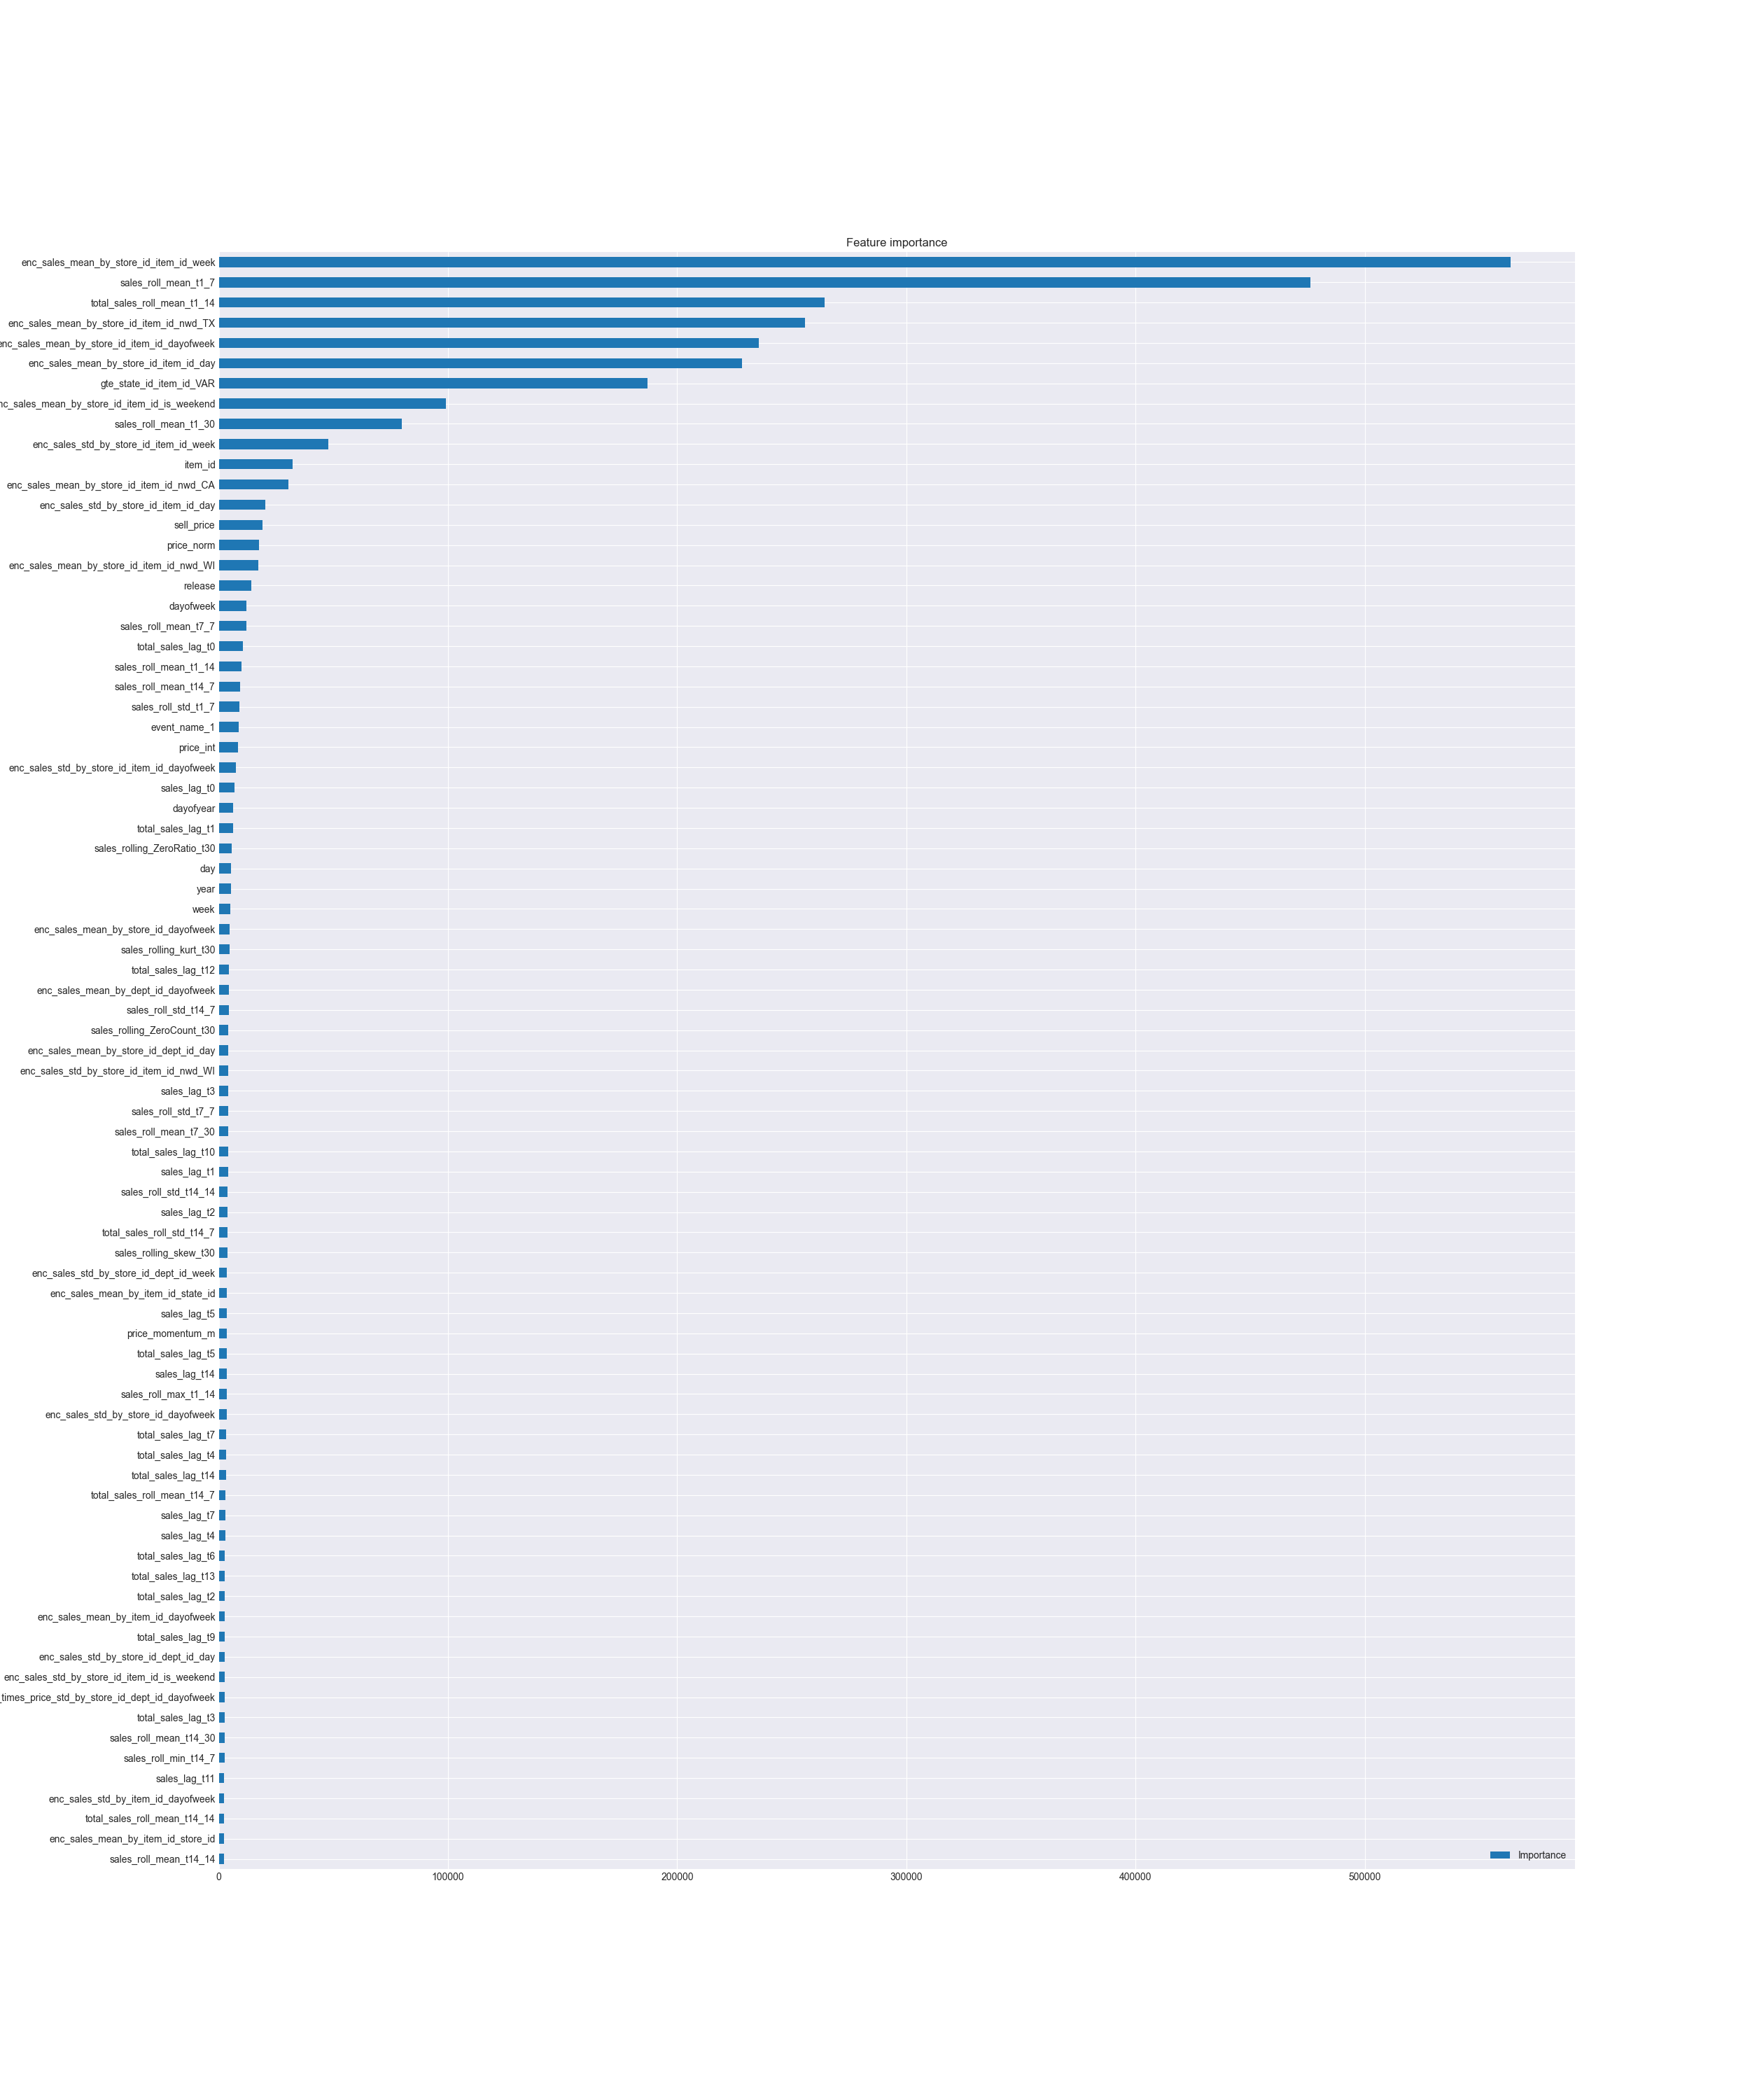 Feature importance
enc_sales_mean_by_store_id_item_id_week
sales_roll_mean_t1_7
total_sales_roll_mean_t1_14
enc_sales_mean_by_store_id_item_id_nwd_TX
enc_sales_mean_by_store_id_item_id_dayofweek
enc_sales_mean_by_store_id_item_id_day
gte_state_id_item_id_VAR
nc_sales_mean_by_store_id_item_id_is_weekend
sales_roll_mean_t1_30
enc_sales_std_by_store_id_item_id_week
item_id
enc_sales_mean_by_store_id_item_id_nwd_CA
enc_sales_std_by_store_id_item_id_day
sell_price
price_norm
enc_sales_mean_by_store_id_item_id_nwd_WI
release
dayofweek
sales_roll_mean_t7_7
total_sales_lag_t0
sales_roll_mean_t1_14
sales_roll_mean_t14_7
sales_roll_std_t1_7
event_name_1
price_int
enc_sales_std_by_store_id_item_id_dayofweek
sales_lag_t0
dayofyear
total_sales_lag_t1
sales_rolling_ZeroRatio_t30
day
year
week
enc_sales_mean_by_store_id_dayofweek
sales_rolling_kurt_t30
total_sales_lag_t12
enc_sales_mean_by_dept_id_dayofweek
sales_roll_std_t14_7
sales_rolling_ZeroCount_t30
enc_sales_mean_by_store_id_dept_id_day
enc_sales_std_by_store_id_item_id_nwd_WI
sales_lag_t3
sales_roll_std_t7_7
sales_roll_mean_t7_30
total_sales_lag_t10
sales_lag_t1
sales_roll_std_t14_14
sales_lag_t2
total_sales_roll_std_t14_7
sales_rolling_skew_t30
enc_sales_std_by_store_id_dept_id_week
enc_sales_mean_by_item_id_state_id
sales_lag_t5
price_momentum_m
total_sales_lag_t5
sales_lag_t14
sales_roll_max_t1_14
enc_sales_std_by_store_id_dayofweek
total_sales_lag_t7
total_sales_lag_t4
total_sales_lag_t14
total_sales_roll_mean_t14_7
sales_lag_t7
sales_lag_t4
total_sales_lag_t6
total_sales_lag_t13
total_sales_lag_t2
enc_sales_mean_by_item_id_dayofweek
total_sales_lag_t9
enc_sales_std_by_store_id_dept_id_day
enc_sales_std_by_store_id_item_id_is_weekend
_times_price_std_by_store_id_dept_id_dayofweek
total_sales_lag_t3
sales_roll_mean_t14_30
sales_roll_min_t14_7
sales_lag_t11
enc_sales_std_by_item_id_dayofweek
total_sales_roll_mean_t14_14
enc_sales_mean_by_item_id_store_id
sales_roll_mean_t14_14
Importance
0 100000 200000 300000 400000 500000